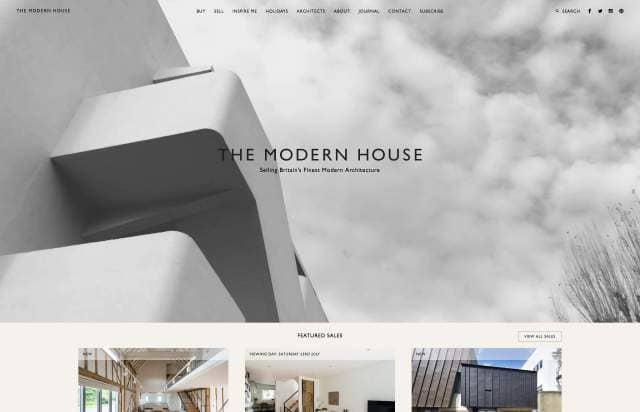 THE MODERN HOUSE
BUY SELL INSPIRE ME HOLIDAYS ARCHITECTS ABOUT JOURNAL CONTACT SUBSCRIBE
SEARCH
THE MODERN HOUSE
Selling Britain's Finest Modern Architecture
FEATURED SALES
VIEW ALL SALES
NEW
VIEWING DAY: SATURDAY 22ND JULY
NEW